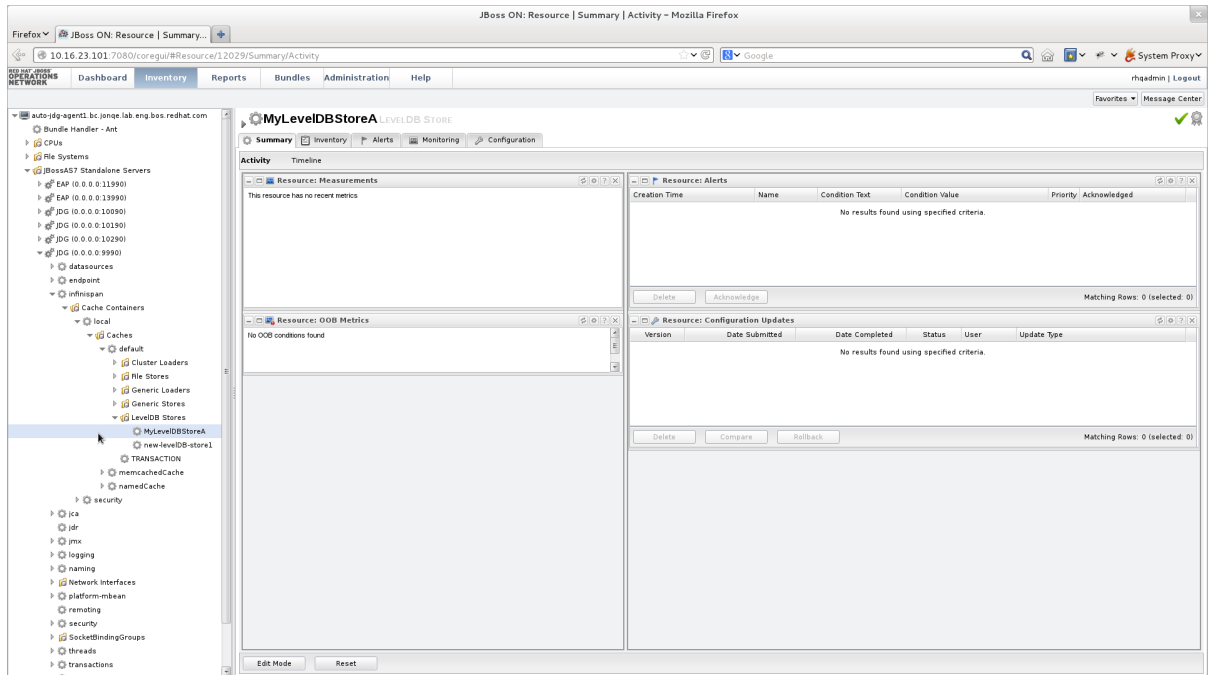 JBoss ON: Resource | Summary | Activity - Mozilla Firefox
Firefox
JBoss ON: Resource | Summary...
10.16.23.101:7080/coregui/#Resource/12029/Summary/Activity
Google
System Proxy
RED HAT JBOSS
OPERATIONS
NETWORK
Dashboard
Inventory
Reports
Bundles
Administration
Help
rhqadmin | Logout
Favorites
Message Center
auto-jdg-agent1.bc.jonqe.lab.eng.bos.redhat.com
Bundle Handler - Ant
CPUs
File Systems
JBossAS7 Standalone Servers
EAP (0.0.0.0:11990)
EAP (0.0.0.0:13990)
JDG (0.0.0.0:10090)
JDG (0.0.0.0:10190)
JDG (0.0.0.0:10290)
JDG (0.0.0.0:9990)
datasources
endpoint
infinispan
Cache Containers
local
Caches
default
Cluster Loaders
File Stores
Generic Loaders
Generic Stores
LevelDB Stores
MyLevelDBStoreA
new-levelDB-store1
TRANSACTION
memcachedCache
namedCache
security
jca
jdr
jmx
logging
naming
Network Interfaces
platform-mbean
remoting
security
SocketBindingGroups
threads
transactions
MyLevelDBStoreA LEVELDB STORE
Summary
Inventory
Alerts
Monitoring
Configuration
Activity
Timeline
Resource: Measurements
This resource has no recent metrics
Resource: Alerts
Creation Time Name Condition Text Condition Value Priority Acknowledged
No results found using specified criteria.
Delete
Acknowledge
Matching Rows: 0 (selected: 0)
Resource: OOB Metrics
No OOB conditions found
Resource: Configuration Updates
Version Date Submitted Date Completed Status User Update Type
No results found using specified criteria.
Delete
Compare
Rollback
Matching Rows: 0 (selected: 0)
Edit Mode
Reset